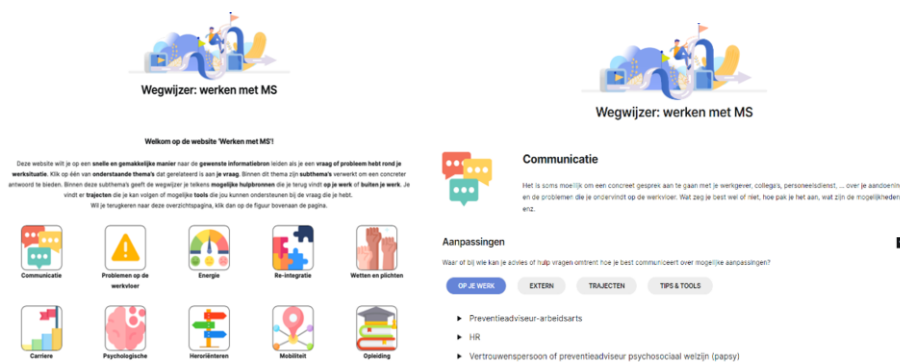 Wegwijzer: werken met MS
Welkom op de website 'Werken met MS'!
Deze website wilt je op een snelle en gemakkelijke manier naar de gewenste informatiebron leiden als je een vraag of probleem hebt rond je
werksituatie. Klik op één van onderstaande thema's dat gerelateerd is aan je vraag. Binnen dit thema zijn subthema's verwerkt om een concreter
antwoord te bieden. Binnen deze subthema's geeft de wegwijzer je telkens mogelijke hulpbronnen die je terug vindt op je werk of buiten je werk. Je
vindt er trajecten die je kan volgen of mogelijke tools die jou kunnen ondersteunen bij de vraag die je hebt.
Wil je terugkeren naar deze overzichtspagina, klik dan op de figuur bovenaan de pagina.
Communicatie
Problemen op de
werkvloer
Energie
Re-integratie
Wetten en plichten
Carriere
Psychologische
Heroriënteren
Mobiliteit
Opleiding
Wegwijzer: werken met MS
Communicatie
Het is soms moeilijk om een concreet gesprek aan te gaan met je werkgever, collega's, personeelsdienst, ... over je aandoenin
en de problemen die je ondervindt op de werkvloer. Wat zeg je best wel of niet, hoe pak je het aan, wat zijn de mogelijkheden
enz.
Aanpassingen
Waar of bij wie kan je advies of hulp vragen omtrent hoe je best communiceert over mogelijke aanpassingen?
OP JE WERK
EXTERN
TRAJECTEN
TIPS & TOOLS
Preventieadviseur-arbeidsarts
HR
Vertrouwenspersoon of preventieadviseur psychosociaal welzijn (papsy)